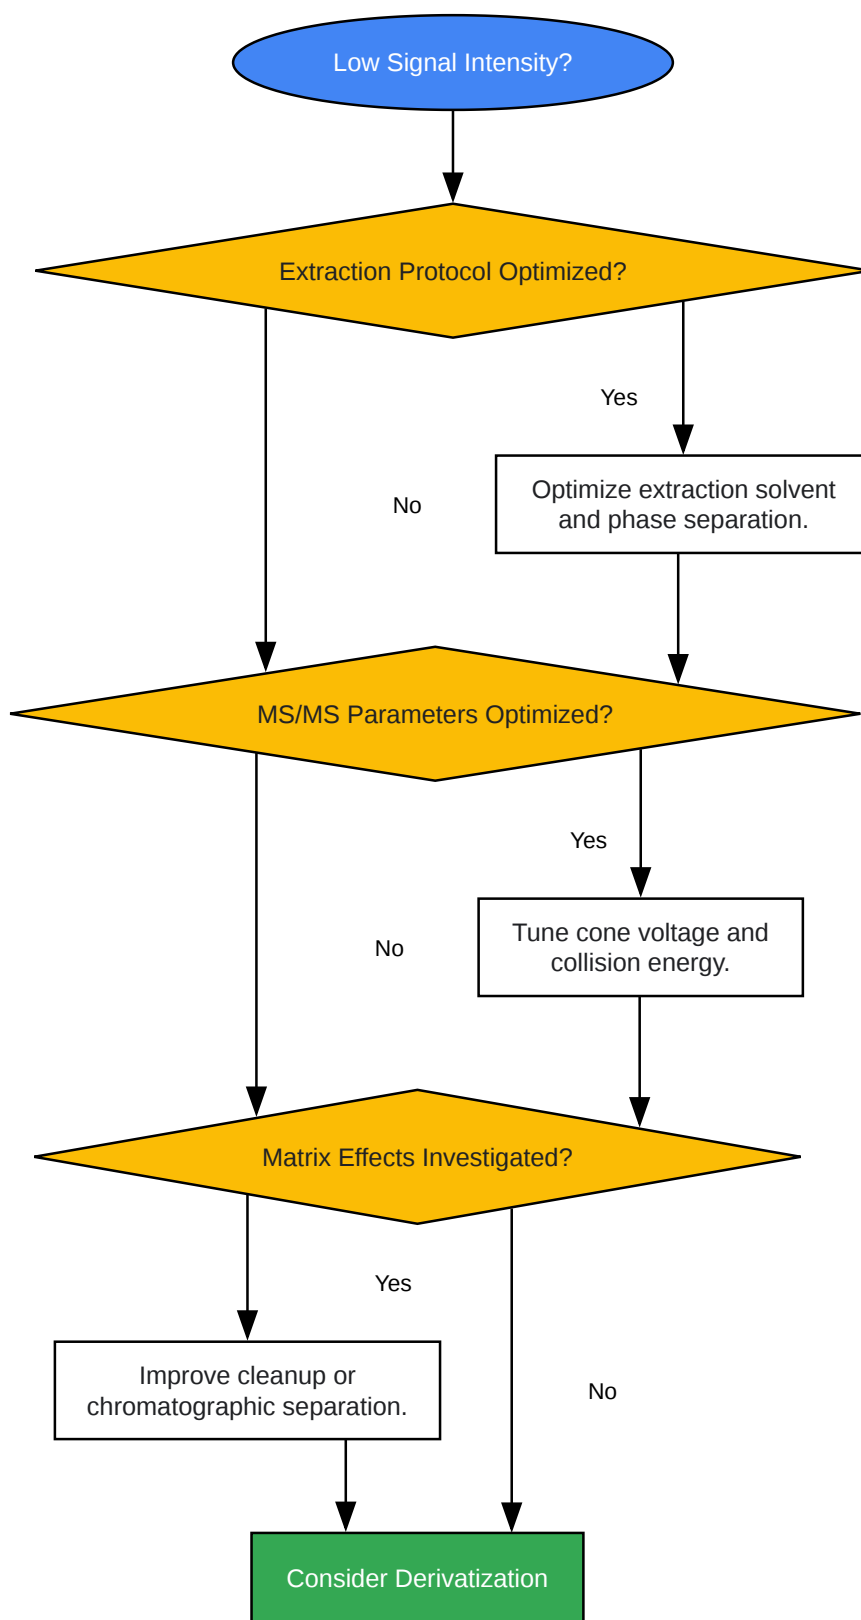 Low Signal Intensity?
Extraction Protocol Optimized?
Yes
Optimize extraction solvent
and phase separation.
No
MS/MS Parameters Optimized?
Yes
Tune cone voltage and
collision energy.
No
Matrix Effects Investigated?
Yes
Improve cleanup or
chromatographic separation.
No
Consider Derivatization